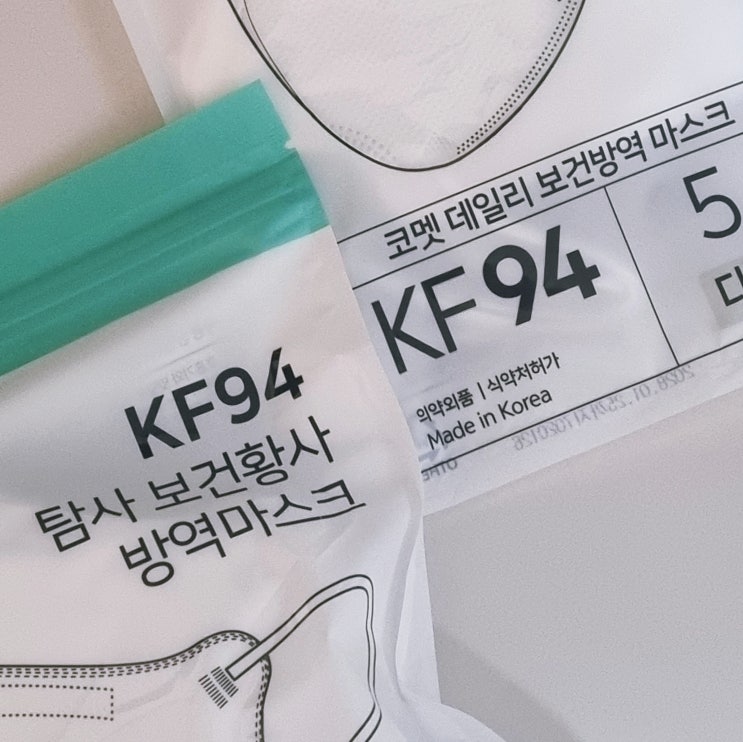 코멧 데일리 보건방역 마스크
KF94
5
의약외품 | 식약처허가
Made in Korea
KF94
탐사 보건황사
방역마스크